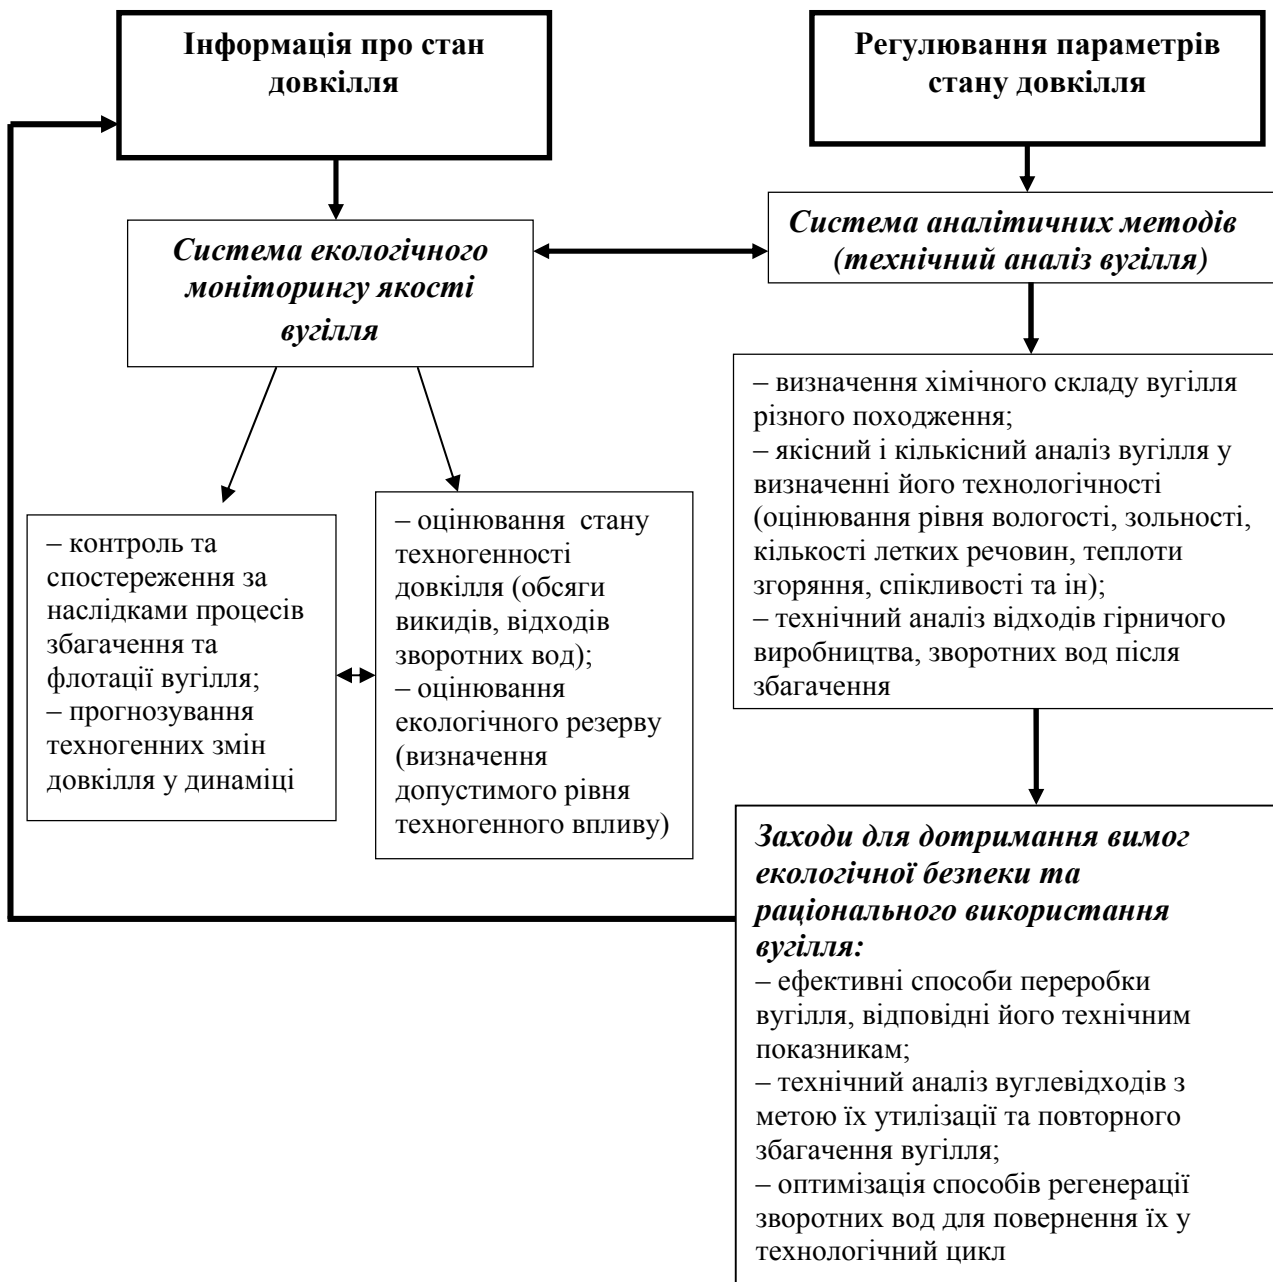 Інформація про стан
довкілля
Регулювання параметрів
стану довкілля
Система екологічного
моніторингу якості
вугілля
Система аналітичних методів
(технічний аналіз вугілля)
– визначення хімічного складу вугілля
різного походження;
– якісний і кількісний аналіз вугілля у
визначенні його технологічності
(оцінювання рівня вологості, зольності,
кількості летких речовин, теплоти
згоряння, спікливості та ін);
– технічний аналіз відходів гірничого
виробництва, зворотних вод після
збагачення
– контроль та
спостереження за
наслідками процесів
збагачення та
флотації вугілля;
– прогнозування
техногенних змін
довкілля у динаміці
– оцінювання стану
техногенності
довкілля (обсяги
викидів, відходів
зворотних вод);
– оцінювання
екологічного резерву
(визначення
допустимого рівня
техногенного впливу)
Заходи для дотримання вимог
екологічної безпеки та
раціонального використання
вугілля:
– ефективні способи переробки
вугілля, відповідні його технічним
показникам;
– технічний аналіз вуглевідходів з
метою їх утилізації та повторного
збагачення вугілля;
– оптимізація способів регенерації
зворотних вод для повернення їх у
технологічний цикл